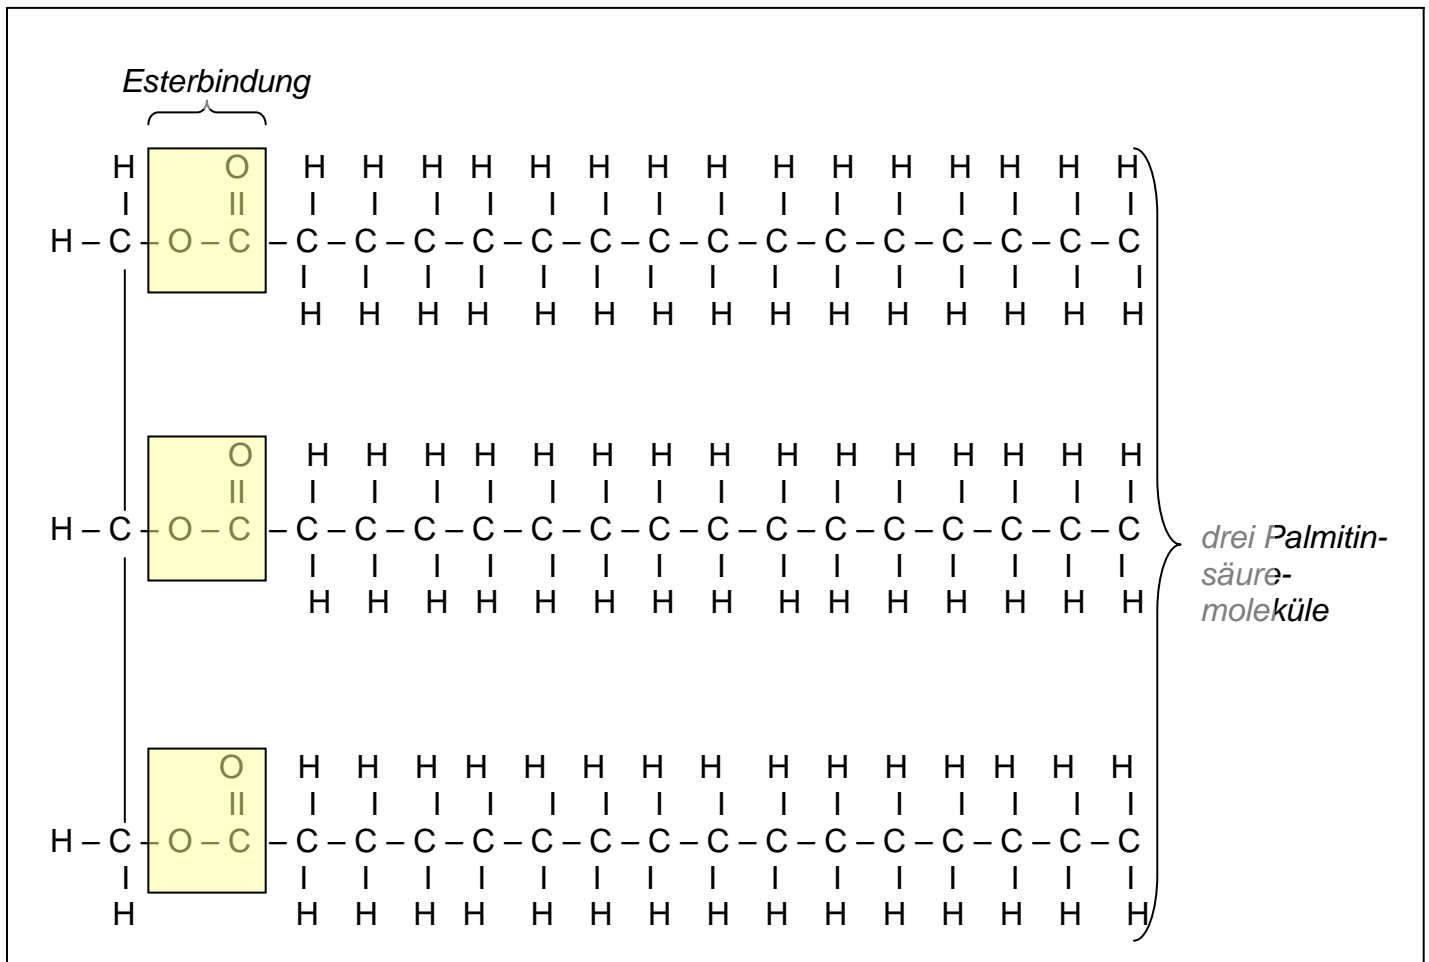 Esterbindung
H O H H H H H H H H H H H H H H H
I II I I I I I I I I I I I I I I I
H – C – O – C – C – C – C – C – C – C – C – C – C – C – C – C – C – C – C
I I I I I I I I I I I I I I I
H H H H H H H H H H H H H H H
O H H H H H H H H H H H H H H H
II I I I I I I I I I I I I I I I
H – C – O – C – C – C – C – C – C – C – C – C – C – C – C – C – C – C – C
I I I I I I I I I I I I I I I
H H H H H H H H H H H H H H H
drei Palmitin-
säure-
moleküle
O H H H H H H H H H H H H H H H
II I I I I I I I I I I I I I I I
H – C – O – C – C – C – C – C – C – C – C – C – C – C – C – C – C – C – C
I I I I I I I I I I I I I I I I
H H H H H H H H H H H H H H H H